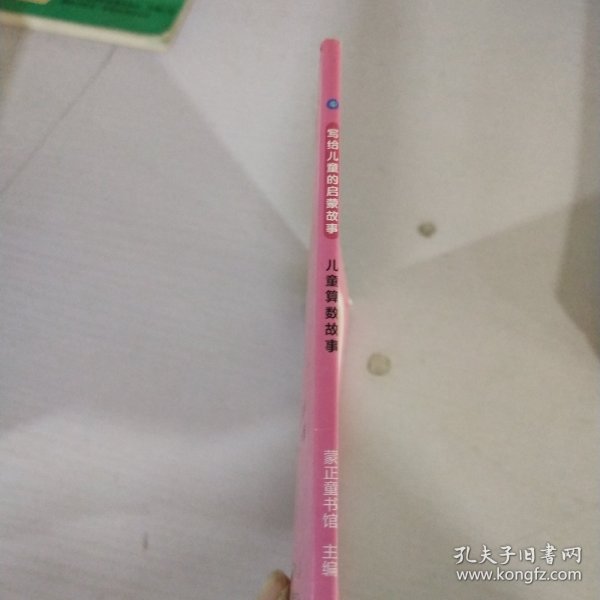 写给儿童的启蒙故事
儿童算数故事
蒙正童书馆 主编
孔夫子旧书网
www.kongfz.com